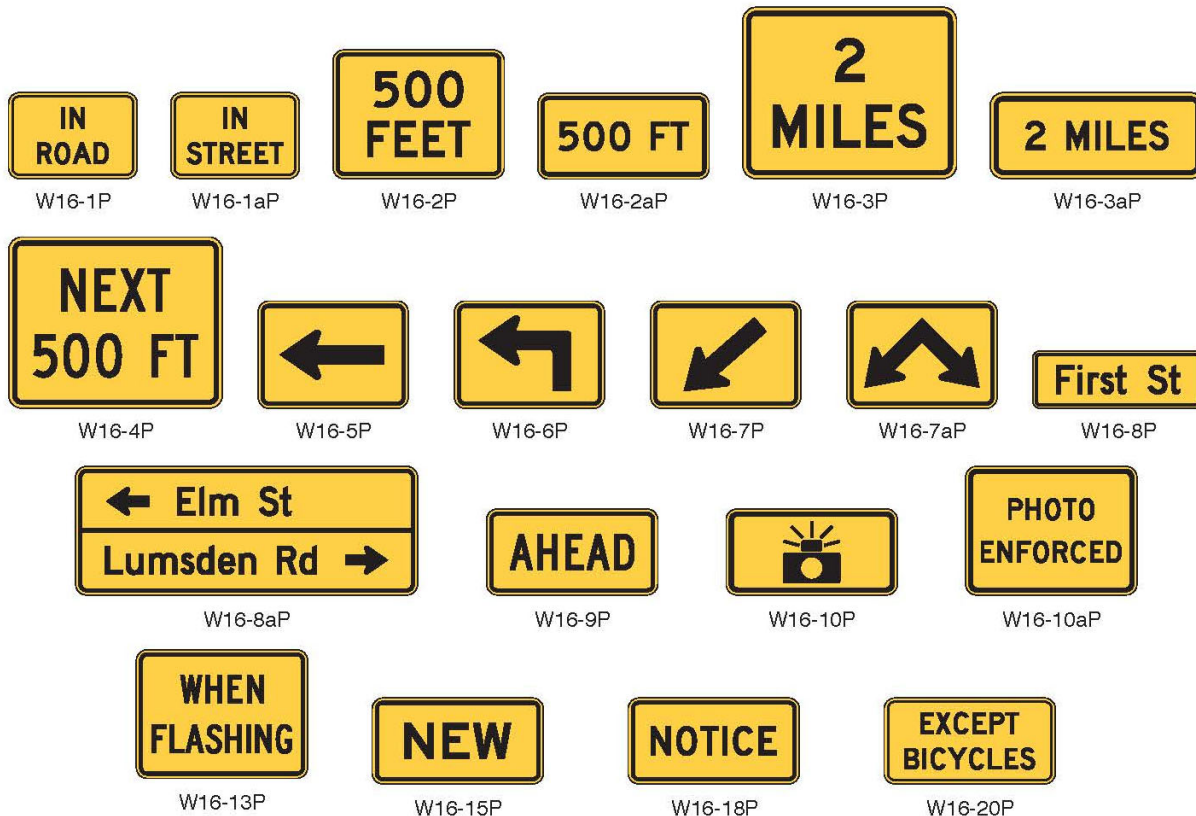 IN
ROAD
W16-1P
IN
STREET
W16-1aP
500
FEET
W16-2P
500 FT
W16-2aP
2
MILES
W16-3P
2 MILES
W16-3aP
NEXT
500 FT
W16-4P
W16-5P
W16-6P
W16-7P
W16-7aP
First St
W16-8P
Elm St
Lumsden Rd
W16-8aP
AHEAD
W16-9P
W16-10P
PHOTO
ENFORCED
W16-10aP
WHEN
FLASHING
W16-13P
NEW
W16-15P
NOTICE
W16-18P
EXCEPT
BICYCLES
W16-20P